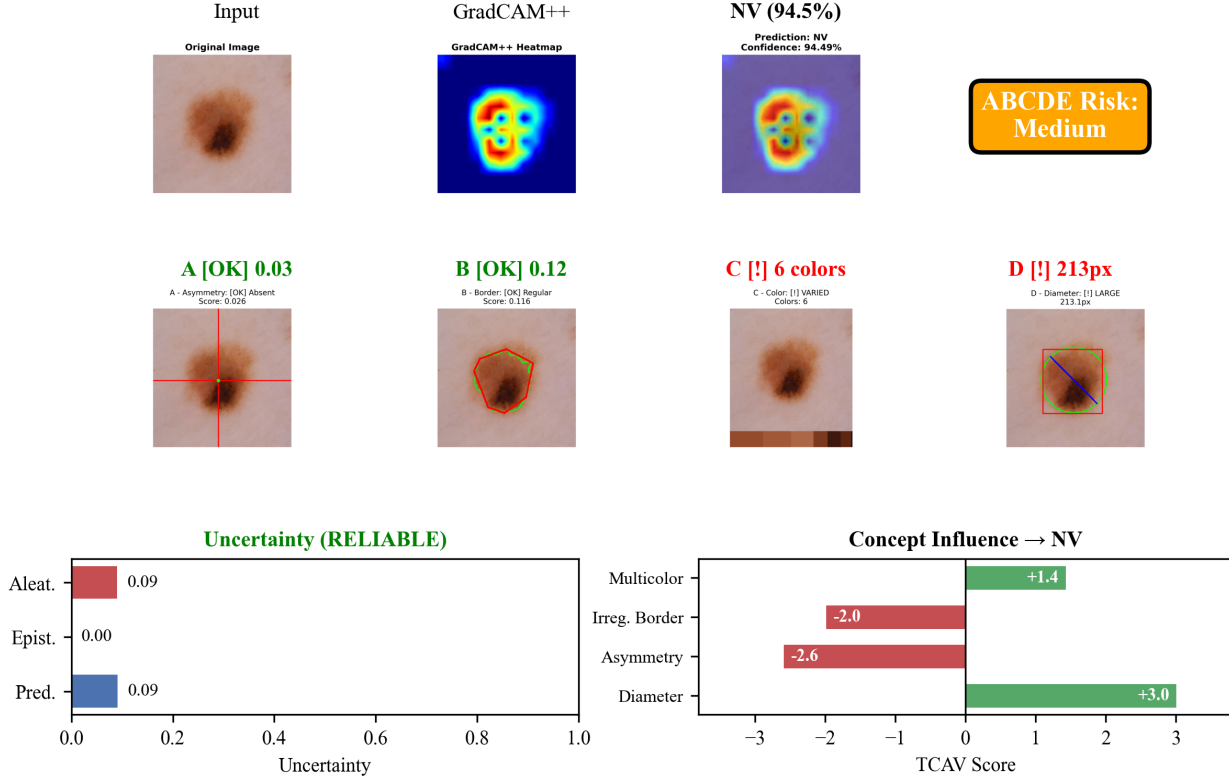 Input
GradCAM++
NV (94.5%)
Original Image
GradCAM++ Heatmap
Prediction: NV
Confidence: 94.49%
ABCDE Risk:
Medium
A [OK] 0.03
B [OK] 0.12
C [!] 6 colors
D [!] 213px
A - Asymmetry: [OK] Absent
Score: 0.026
B - Border: [OK] Regular
Score: 0.116
C - Color: [!] VARIED
Colors: 6
D - Diameter: [!] LARGE
213.1px
Uncertainty (RELIABLE)
Aleat.
0.09
Epist.
0.00
Pred.
0.09
0.0 0.2 0.4 0.6 0.8 1.0
Uncertainty
Concept Influence → NV
Multicolor
+1.4
Irreg. Border
-2.0
Asymmetry
-2.6
Diameter
+3.0
−3 −2 −1 0 1 2 3
TCAV Score